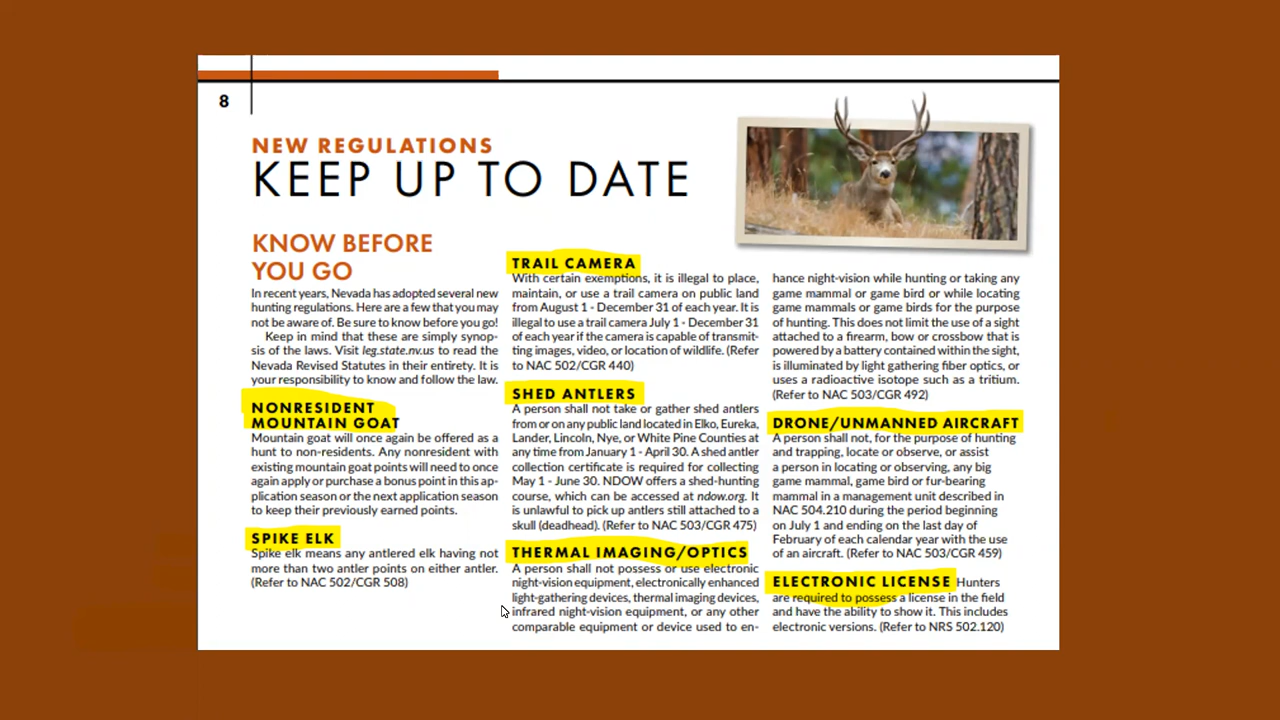 8
NEW REGULATIONS
KEEP UP TO DATE
KNOW BEFORE
YOU GO
In recent years, Nevada has adopted several new
hunting regulations. Here are a few that you may
not be aware of. Be sure to know before you go!
Keep in mind that these are simply synop-
sis of the laws. Visit leg.state.nv.us to read the
Nevada Revised Statutes in their entirety. It is
your responsibility to know and follow the law.
NONRESIDENT
MOUNTAIN GOAT
Mountain goat will once again be offered as a
hunt to non-residents. Any nonresident with
existing mountain goat points will need to once
again apply or purchase a bonus point in this ap-
plication season or the next application season
to keep their previously earned points.
SPIKE ELK
Spike elk means any antlered elk having not
more than two antler points on either antler.
(Refer to NAC 502/CGR 508)
TRAIL CAMERA
With certain exemptions, it is illegal to place,
maintain, or use a trail camera on public land
from August 1 - December 31 of each year. It is
illegal to use a trail camera July 1 - December 31
of each year if the camera is capable of transmit-
ting images, video, or location of wildlife. (Refer
to NAC 502/CGR 440)
SHED ANTLERS
A person shall not take or gather shed antlers
from or on any public land located in Elko, Eureka,
Lander, Lincoln, Nye, or White Pine Counties at
any time from January 1 - April 30. A shed antler
collection certificate is required for collecting
May 1 - June 30. NDOW offers a shed-hunting
course, which can be accessed at ndow.org. It
is unlawful to pick up antlers still attached to a
skull (deadhead). (Refer to NAC 503/CGR 475)
THERMAL IMAGING/OPTICS
A person shall not possess or use electronic
night-vision equipment, electronically enhanced
light-gathering devices, thermal imaging devices,
infrared night-vision equipment, or any other
comparable equipment or device used to en-
hance night-vision while hunting or taking any
game mammal or game bird or while locating
game mammals or game birds for the purpose
of hunting. This does not limit the use of a sight
attached to a firearm, bow or crossbow that is
powered by a battery contained within the sight,
is illuminated by light gathering fiber optics, or
uses a radioactive isotope such as a tritium.
(Refer to NAC 503/CGR 492)
DRONE/UNMANNED AIRCRAFT
A person shall not, for the purpose of hunting
and trapping, locate or observe, or assist
a person in locating or observing, any big
game mammal, game bird or fur-bearing
mammal in a management unit described in
NAC 504.210 during the period beginning
on July 1 and ending on the last day of
February of each calendar year with the use
of an aircraft. (Refer to NAC 503/CGR 459)
ELECTRONIC LICENSE Hunters
are required to possess a license in the field
and have the ability to show it. This includes
electronic versions. (Refer to NRS 502.120)